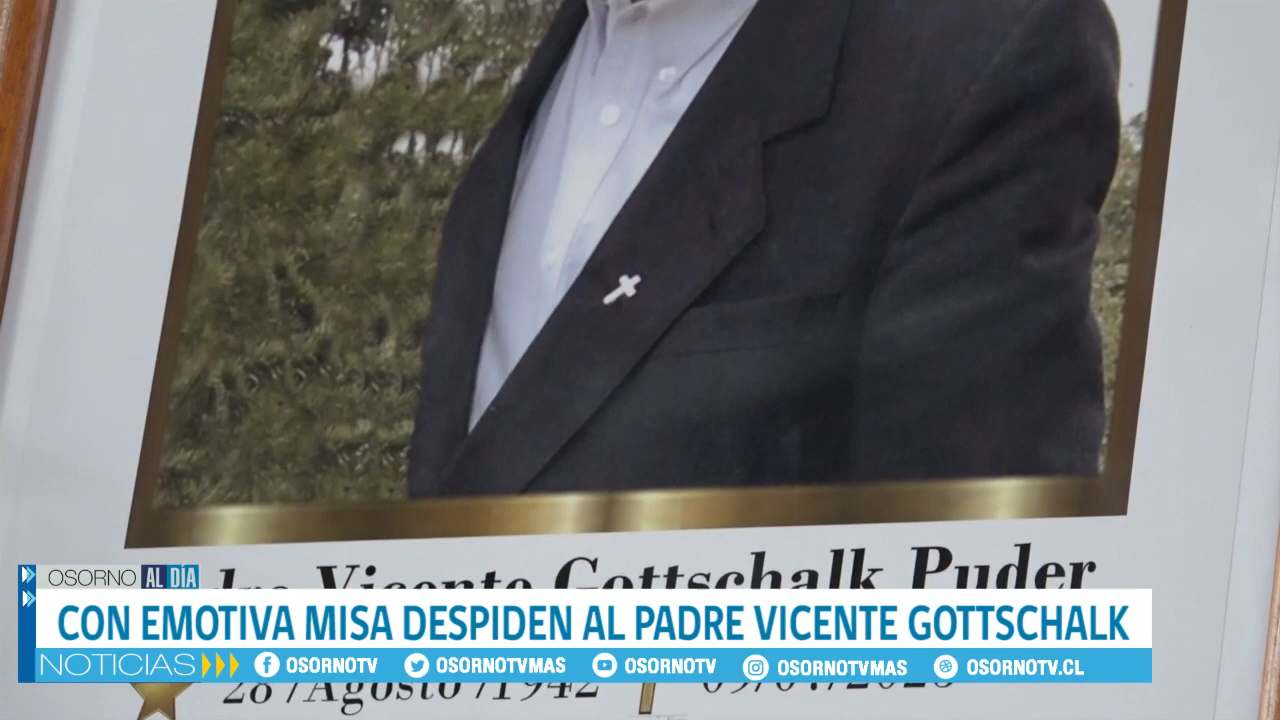 Vicente Gottschalk Puder
OSORNO AL DÍA
CON EMOTIVA MISA DESPIDEN AL PADRE VICENTE GOTTSCHALK
NOTICIAS OSORNOTV OSORNOTVMAS OSORNOTV OSORNOTVMAS OSORNOTV.CL
28 / Agosto / 1942